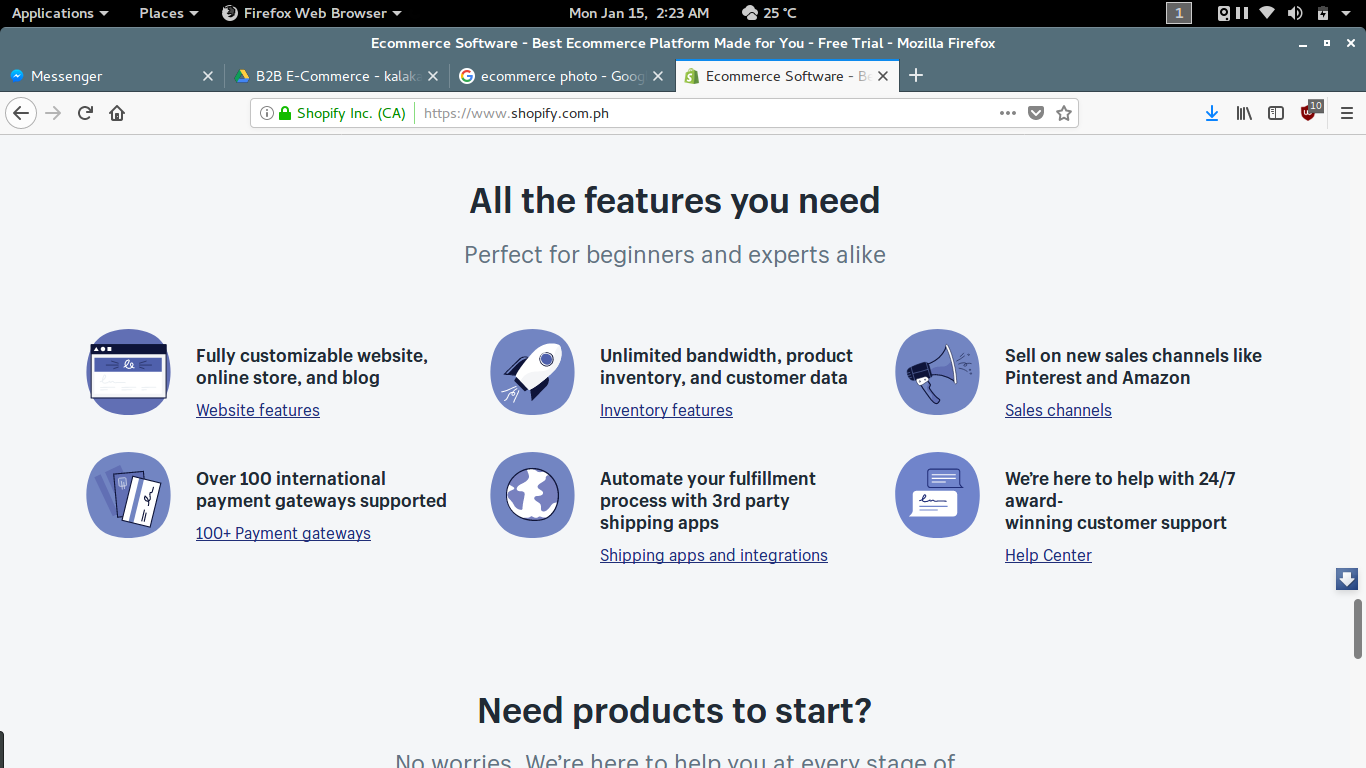 Applications Places Firefox Web Browser Mon Jan 15, 2:23 AM 25 °C 1
Ecommerce Software - Best Ecommerce Platform Made for You - Free Trial - Mozilla Firefox
Messenger B2B E-Commerce - kalaka ecommerce photo - Goog Ecommerce Software - Be
Shopify Inc. (CA) https://www.shopify.com.ph 10
All the features you need
Perfect for beginners and experts alike
Fully customizable website,
online store, and blog
Website features
Unlimited bandwidth, product
inventory, and customer data
Inventory features
Sell on new sales channels like
Pinterest and Amazon
Sales channels
Over 100 international
payment gateways supported
100+ Payment gateways
Automate your fulfillment
process with 3rd party
shipping apps
Shipping apps and integrations
We're here to help with 24/7
award-
winning customer support
Help Center
Need products to start?
No worries. We're here to help you at every stage of